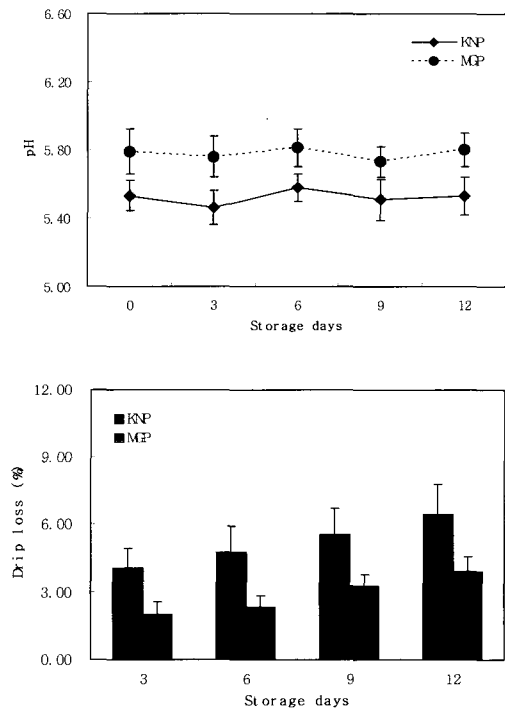 6.60
6.20
5.80
5.40
5.00
pH
KNP
MGP
0 3 6 9 12
Storage days
12.00
9.00
6.00
3.00
0.00
Drip loss (%)
KNP
MGP
3 6 9 12
Storage days